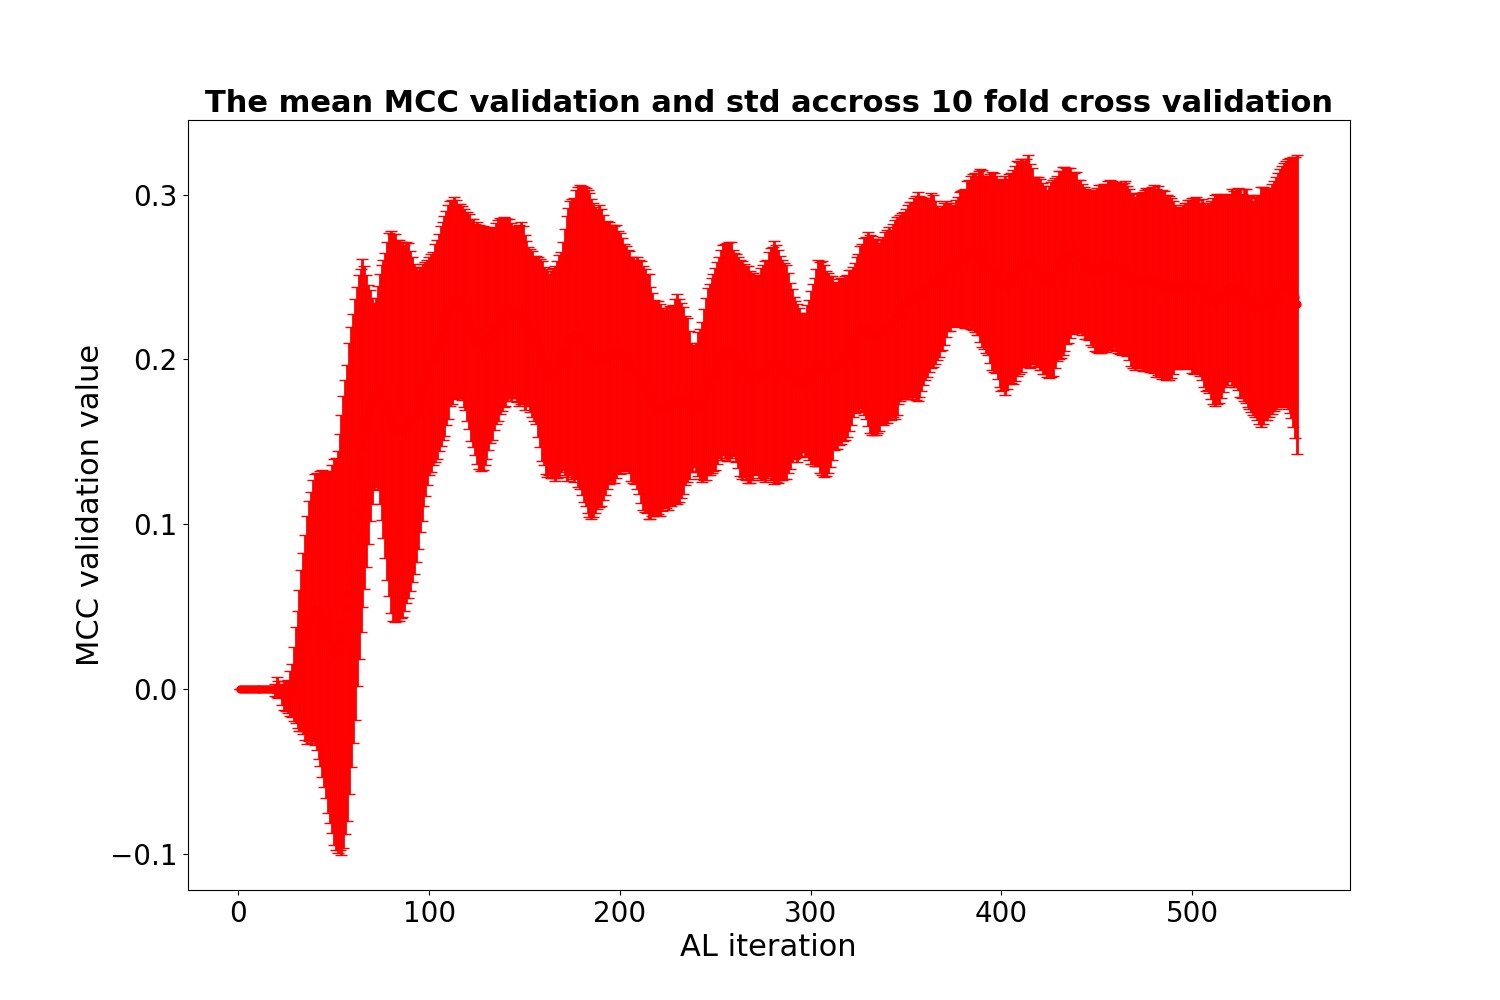 The mean MCC validation and std accross 10 fold cross validation
0.3
0.2
0.1
0.0
−0.1
MCC validation value
0 100 200 300 400 500
AL iteration